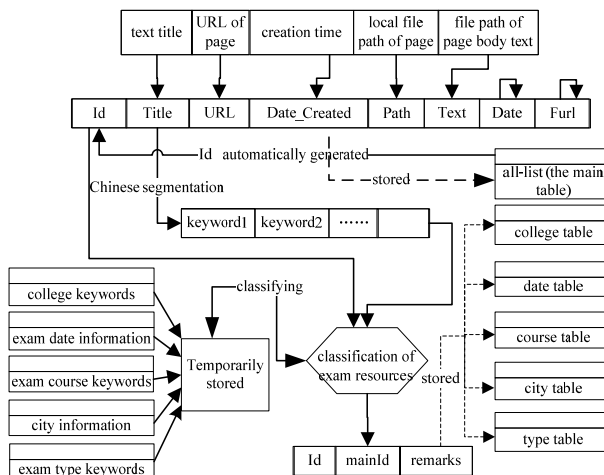 text title
URL of
page
creation time
local file
path of page
file path of
page body text
Id
Title
URL
Date_Created
Path
Text
Date
Furl
Id automatically generated
stored
all-list (the main
table)
Chinese segmentation
keyword1
keyword2
……
college table
date table
course table
city table
type table
college keywords
exam date information
exam course keywords
city information
exam type keywords
classifying
Temporarily
stored
classification of
exam resources
stored
Id
mainId
remarks